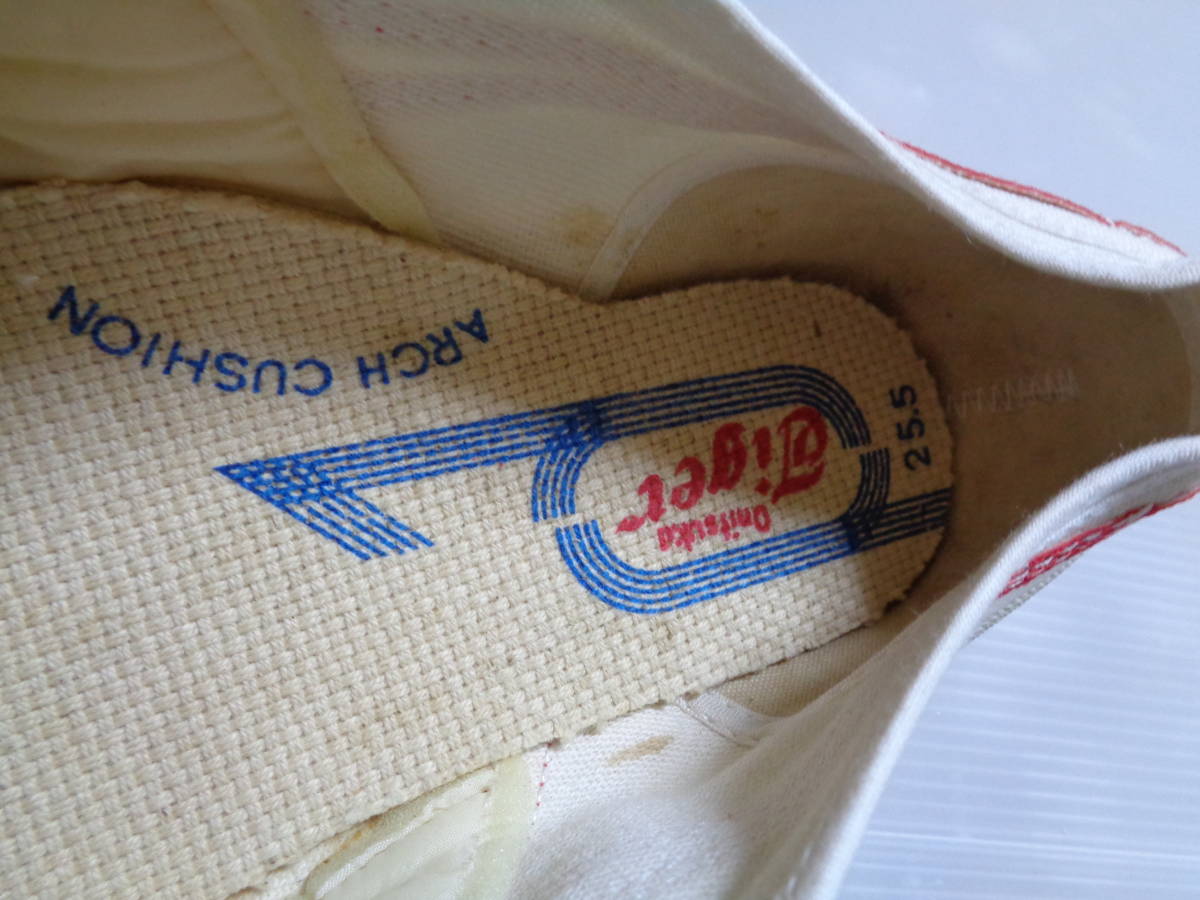 25.5
Onitsuka
Tiger
ARCH CUSHION